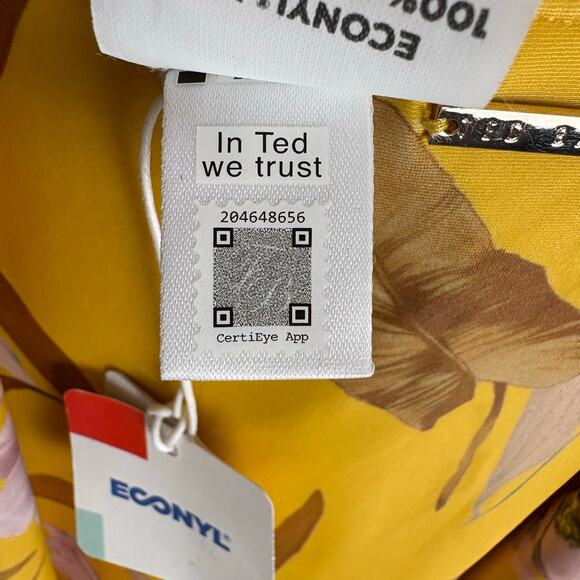 ECONYL
100%
In Ted
we trust
204648656
CertiEye App
ECONYL®